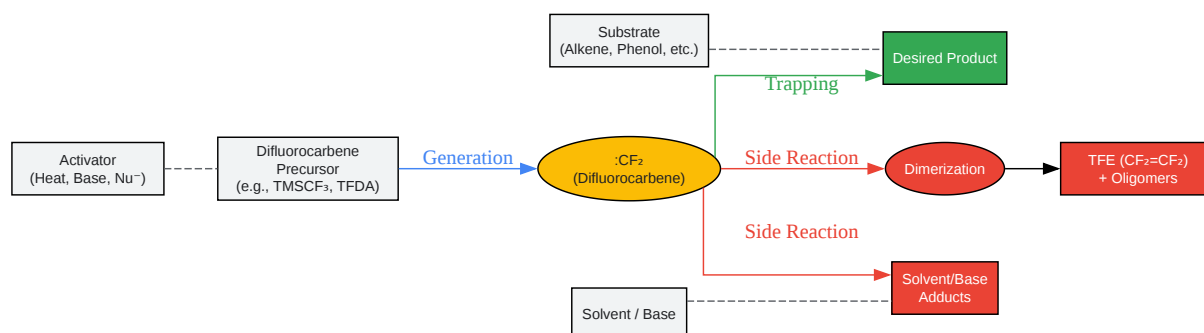 Substrate
(Alkene, Phenol, etc.)
Desired Product
Trapping
Activator
(Heat, Base, Nu⁻)
Difluorocarbene
Precursor
(e.g., TMSCF₃, TFDA)
Generation
:CF₂
(Difluorocarbene)
Side Reaction
Dimerization
TFE (CF₂=CF₂)
+ Oligomers
Side Reaction
Solvent/Base
Adducts
Solvent / Base